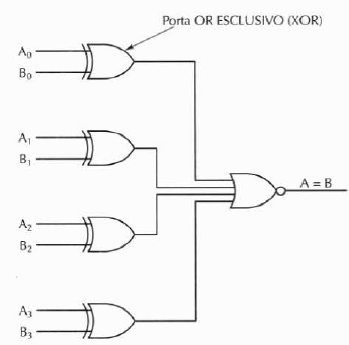 Porta OR ESCLUSIVO (XOR)
A₀
B₀
A₁
B₁
A = B
A₂
B₂
A₃
B₃